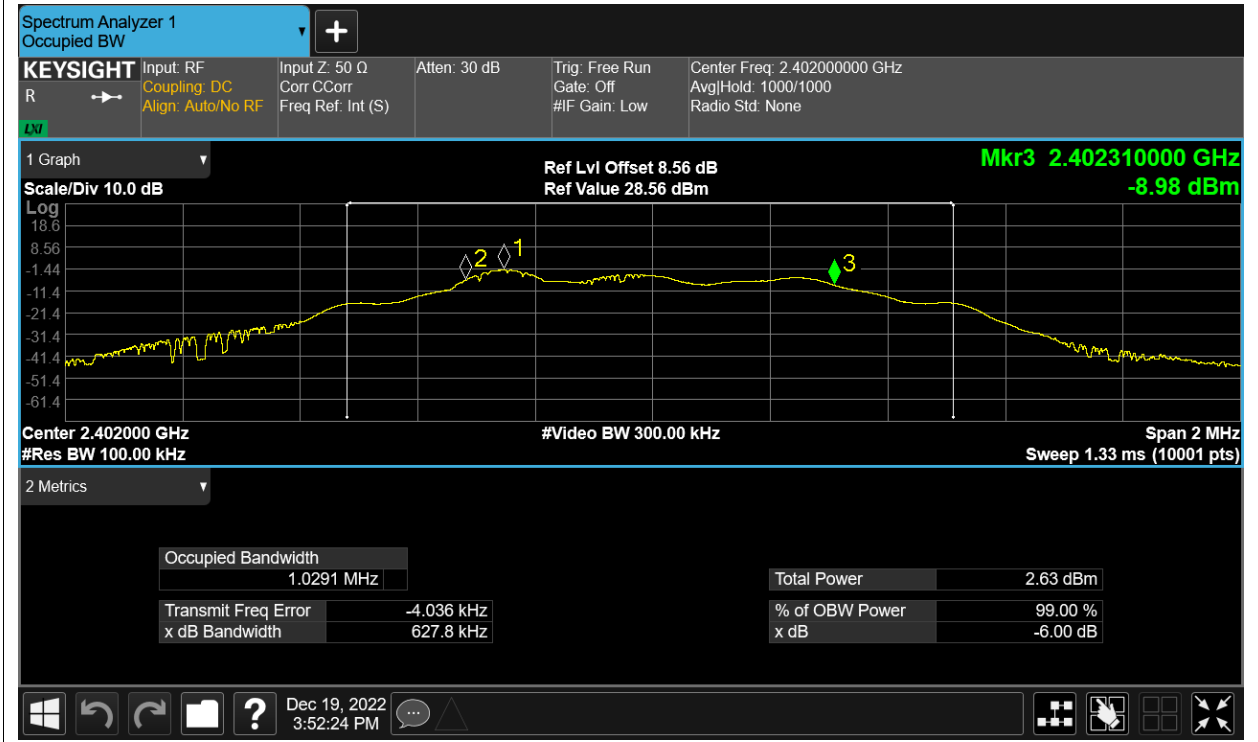 Spectrum Analyzer 1
Occupied BW
KEYSIGHT
R
LXI
Input: RF
Coupling: DC
Align: Auto/No RF
Input Z: 50 Ω
Corr CCorr
Freq Ref: Int (S)
Atten: 30 dB
Trig: Free Run
Gate: Off
#IF Gain: Low
Center Freq: 2.402000000 GHz
Avg|Hold: 1000/1000
Radio Std: None
1 Graph
Scale/Div 10.0 dB
Ref Lvl Offset 8.56 dB
Ref Value 28.56 dBm
Mkr3 2.402310000 GHz
-8.98 dBm
Log
18.6
8.56
-1.44
-11.4
-21.4
-31.4
-41.4
-51.4
-61.4
2
1
3
Center 2.402000 GHz
#Video BW 300.00 kHz
Span 2 MHz
#Res BW 100.00 kHz
Sweep 1.33 ms (10001 pts)
2 Metrics
Occupied Bandwidth
1.0291 MHz
Total Power 2.63 dBm
Transmit Freq Error -4.036 kHz
% of OBW Power 99.00 %
x dB Bandwidth 627.8 kHz
x dB -6.00 dB
?
Dec 19, 2022
3:52:24 PM